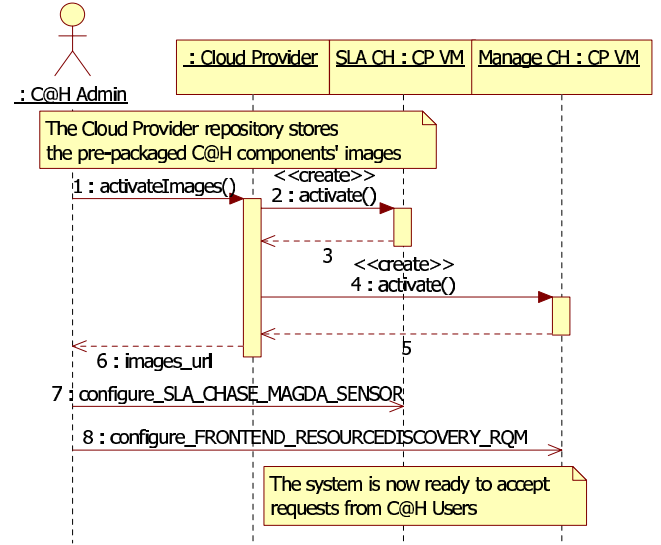 : C@H Admin
: Cloud Provider
SLA CH : CP VM
Manage CH : CP VM
The Cloud Provider repository stores
the pre-packaged C@H components' images
1 : activateImages()
<<create>>
2 : activate()
3
<<create>>
4 : activate()
5
6 : images_url
7 : configure_SLA_CHASE_MAGDA_SENSOR
8 : configure_FRONTEND_RESOURCEDISCOVERY_RQM
The system is now ready to accept
requests from C@H Users